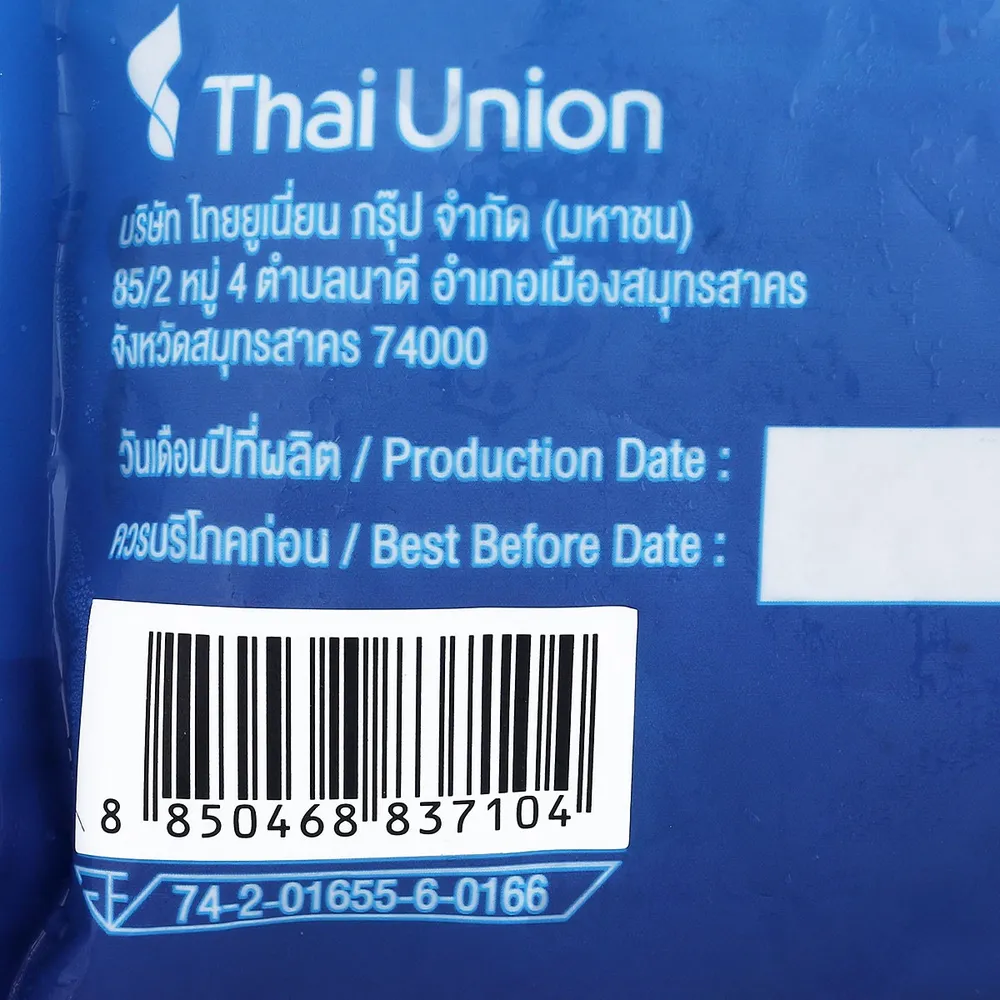 Thai Union
บริษัท ไทยยูเนี่ยน กรุ๊ป จำกัด (มหาชน)
85/2 หมู่ 4 ตำบลนาดี อำเภอเมืองสมุทรสาคร
จังหวัดสมุทรสาคร 74000
วันเดือนปีที่ผลิต / Production Date :
ควรบริโภคก่อน / Best Before Date :
8 850468 837104
74-2-01655-6-0166